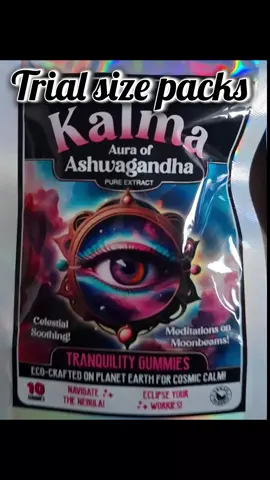 Trial size packs
Kalma
Aura of
Ashwagandha
PURE EXTRACT
Celestial
Soothing!
Meditations on
Moonbeams!
TRANQUILITY GUMMIES
ECO-CRAFTED ON PLANET EARTH FOR COSMIC CALM!
10
GUMMIES
NAVIGATE
THE NEBULA!
ECLIPSE YOUR
WORRIES!